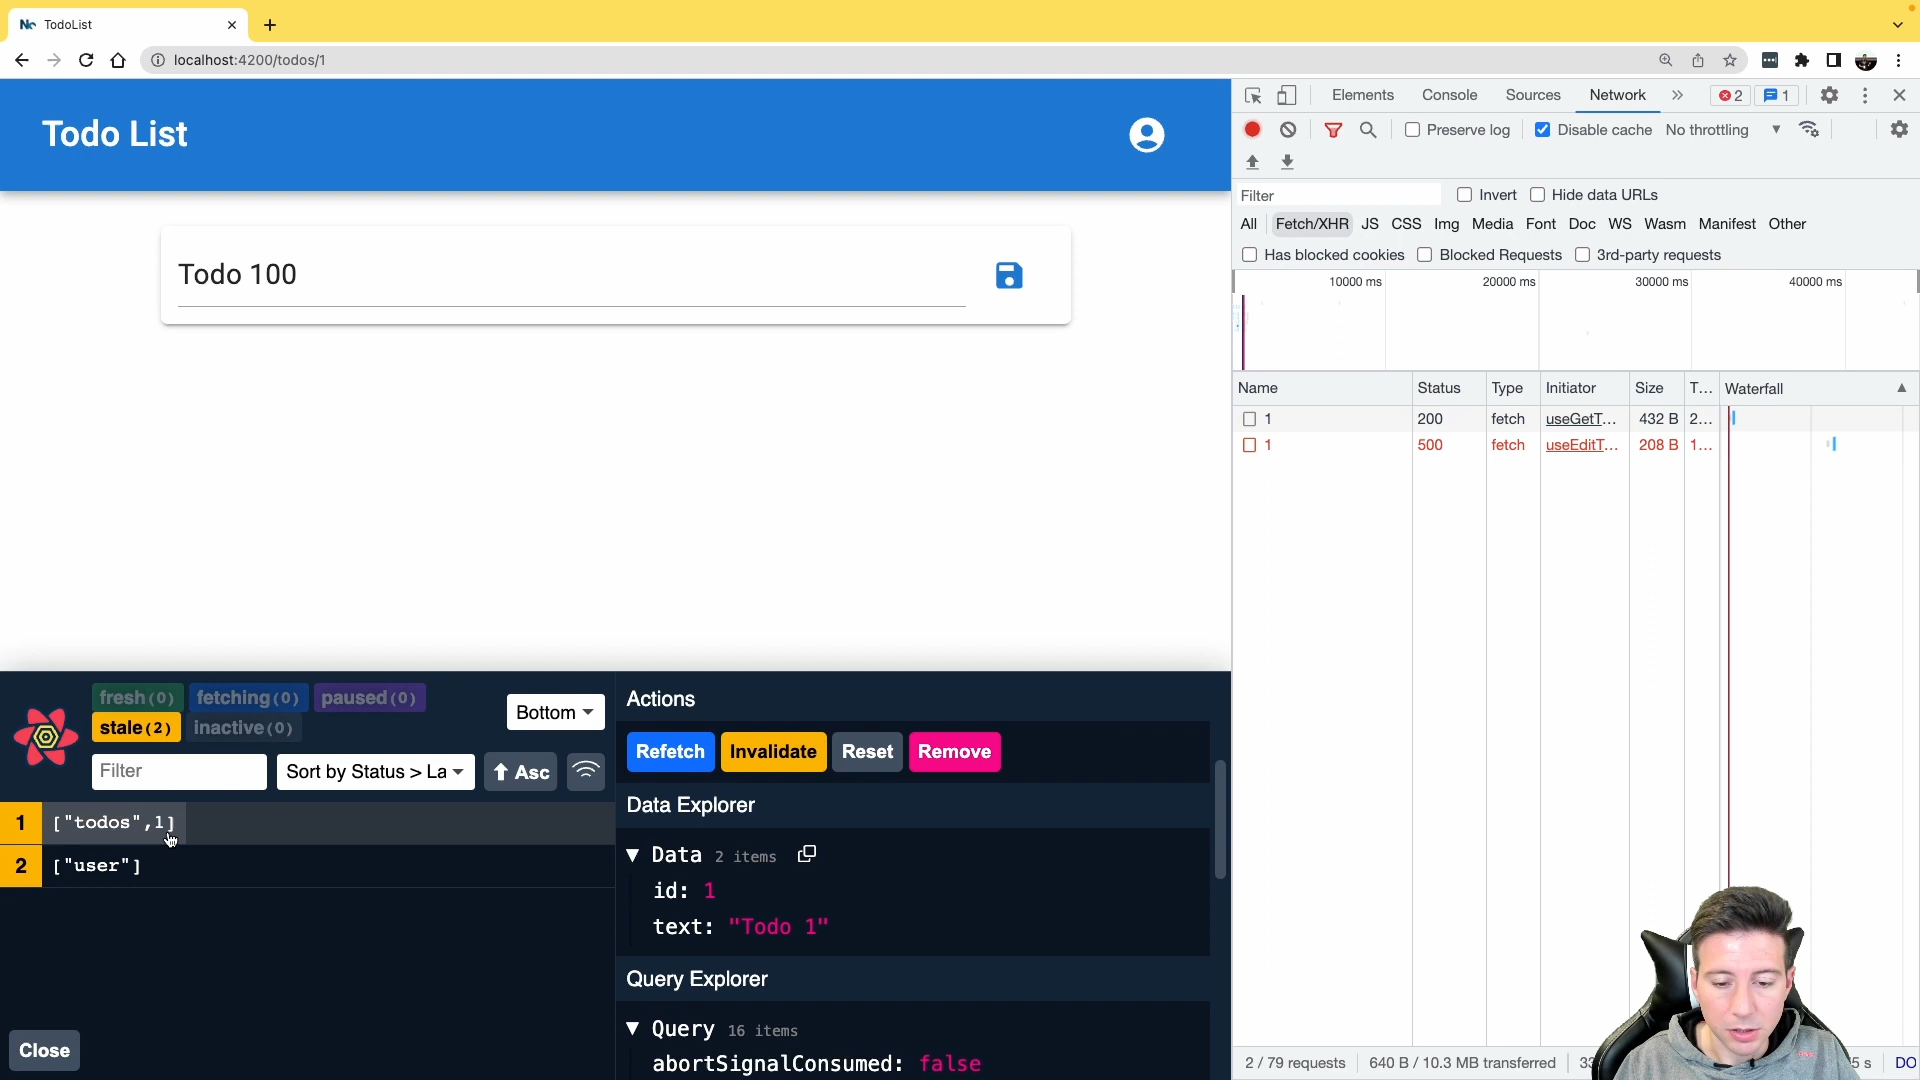 TodoList
localhost:4200/todos/1
Todo List
Todo 100
Elements Console Sources Network » 2 1
Preserve log Disable cache No throttling
Filter Invert Hide data URLs
All Fetch/XHR JS CSS Img Media Font Doc WS Wasm Manifest Other
Has blocked cookies Blocked Requests 3rd-party requests
10000 ms 20000 ms 30000 ms 40000 ms
Name Status Type Initiator Size T... Waterfall
1 200 fetch useGetT... 432 B 2...
1 500 fetch useEditT... 208 B 1...
2 / 79 requests 640 B / 10.3 MB transferred 33 5 s DO
fresh (0) fetching (0) paused (0)
stale (2) inactive (0)
Bottom
Filter Sort by Status > La Asc
1 ["todos",1]
2 ["user"]
Close
Actions
Refetch Invalidate Reset Remove
Data Explorer
Data 2 items
id: 1
text: "Todo 1"
Query Explorer
Query 16 items
abortSignalConsumed: false